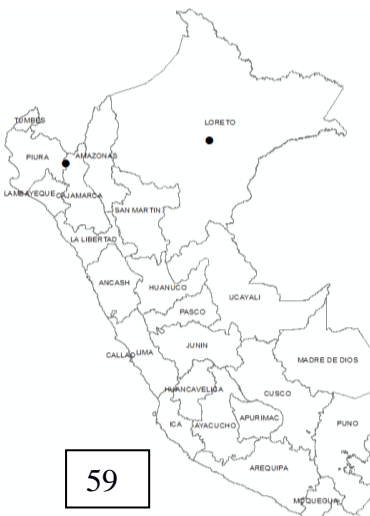 LORETO
TUMBES
PIURA
AMAZONAS
LAMBAYEQUE
CAJAMARCA
SAN MARTIN
LA LIBERTAD
ANCASH
HUANUCO
UCAYALI
PASCO
CALLAO
LIMA
JUNIN
MADRE DE DIOS
HUANCAVELICA
CUSCO
ICA
AYACUCHO
APURIMAC
PUNO
AREQUIPA
MOQUEGUA
59